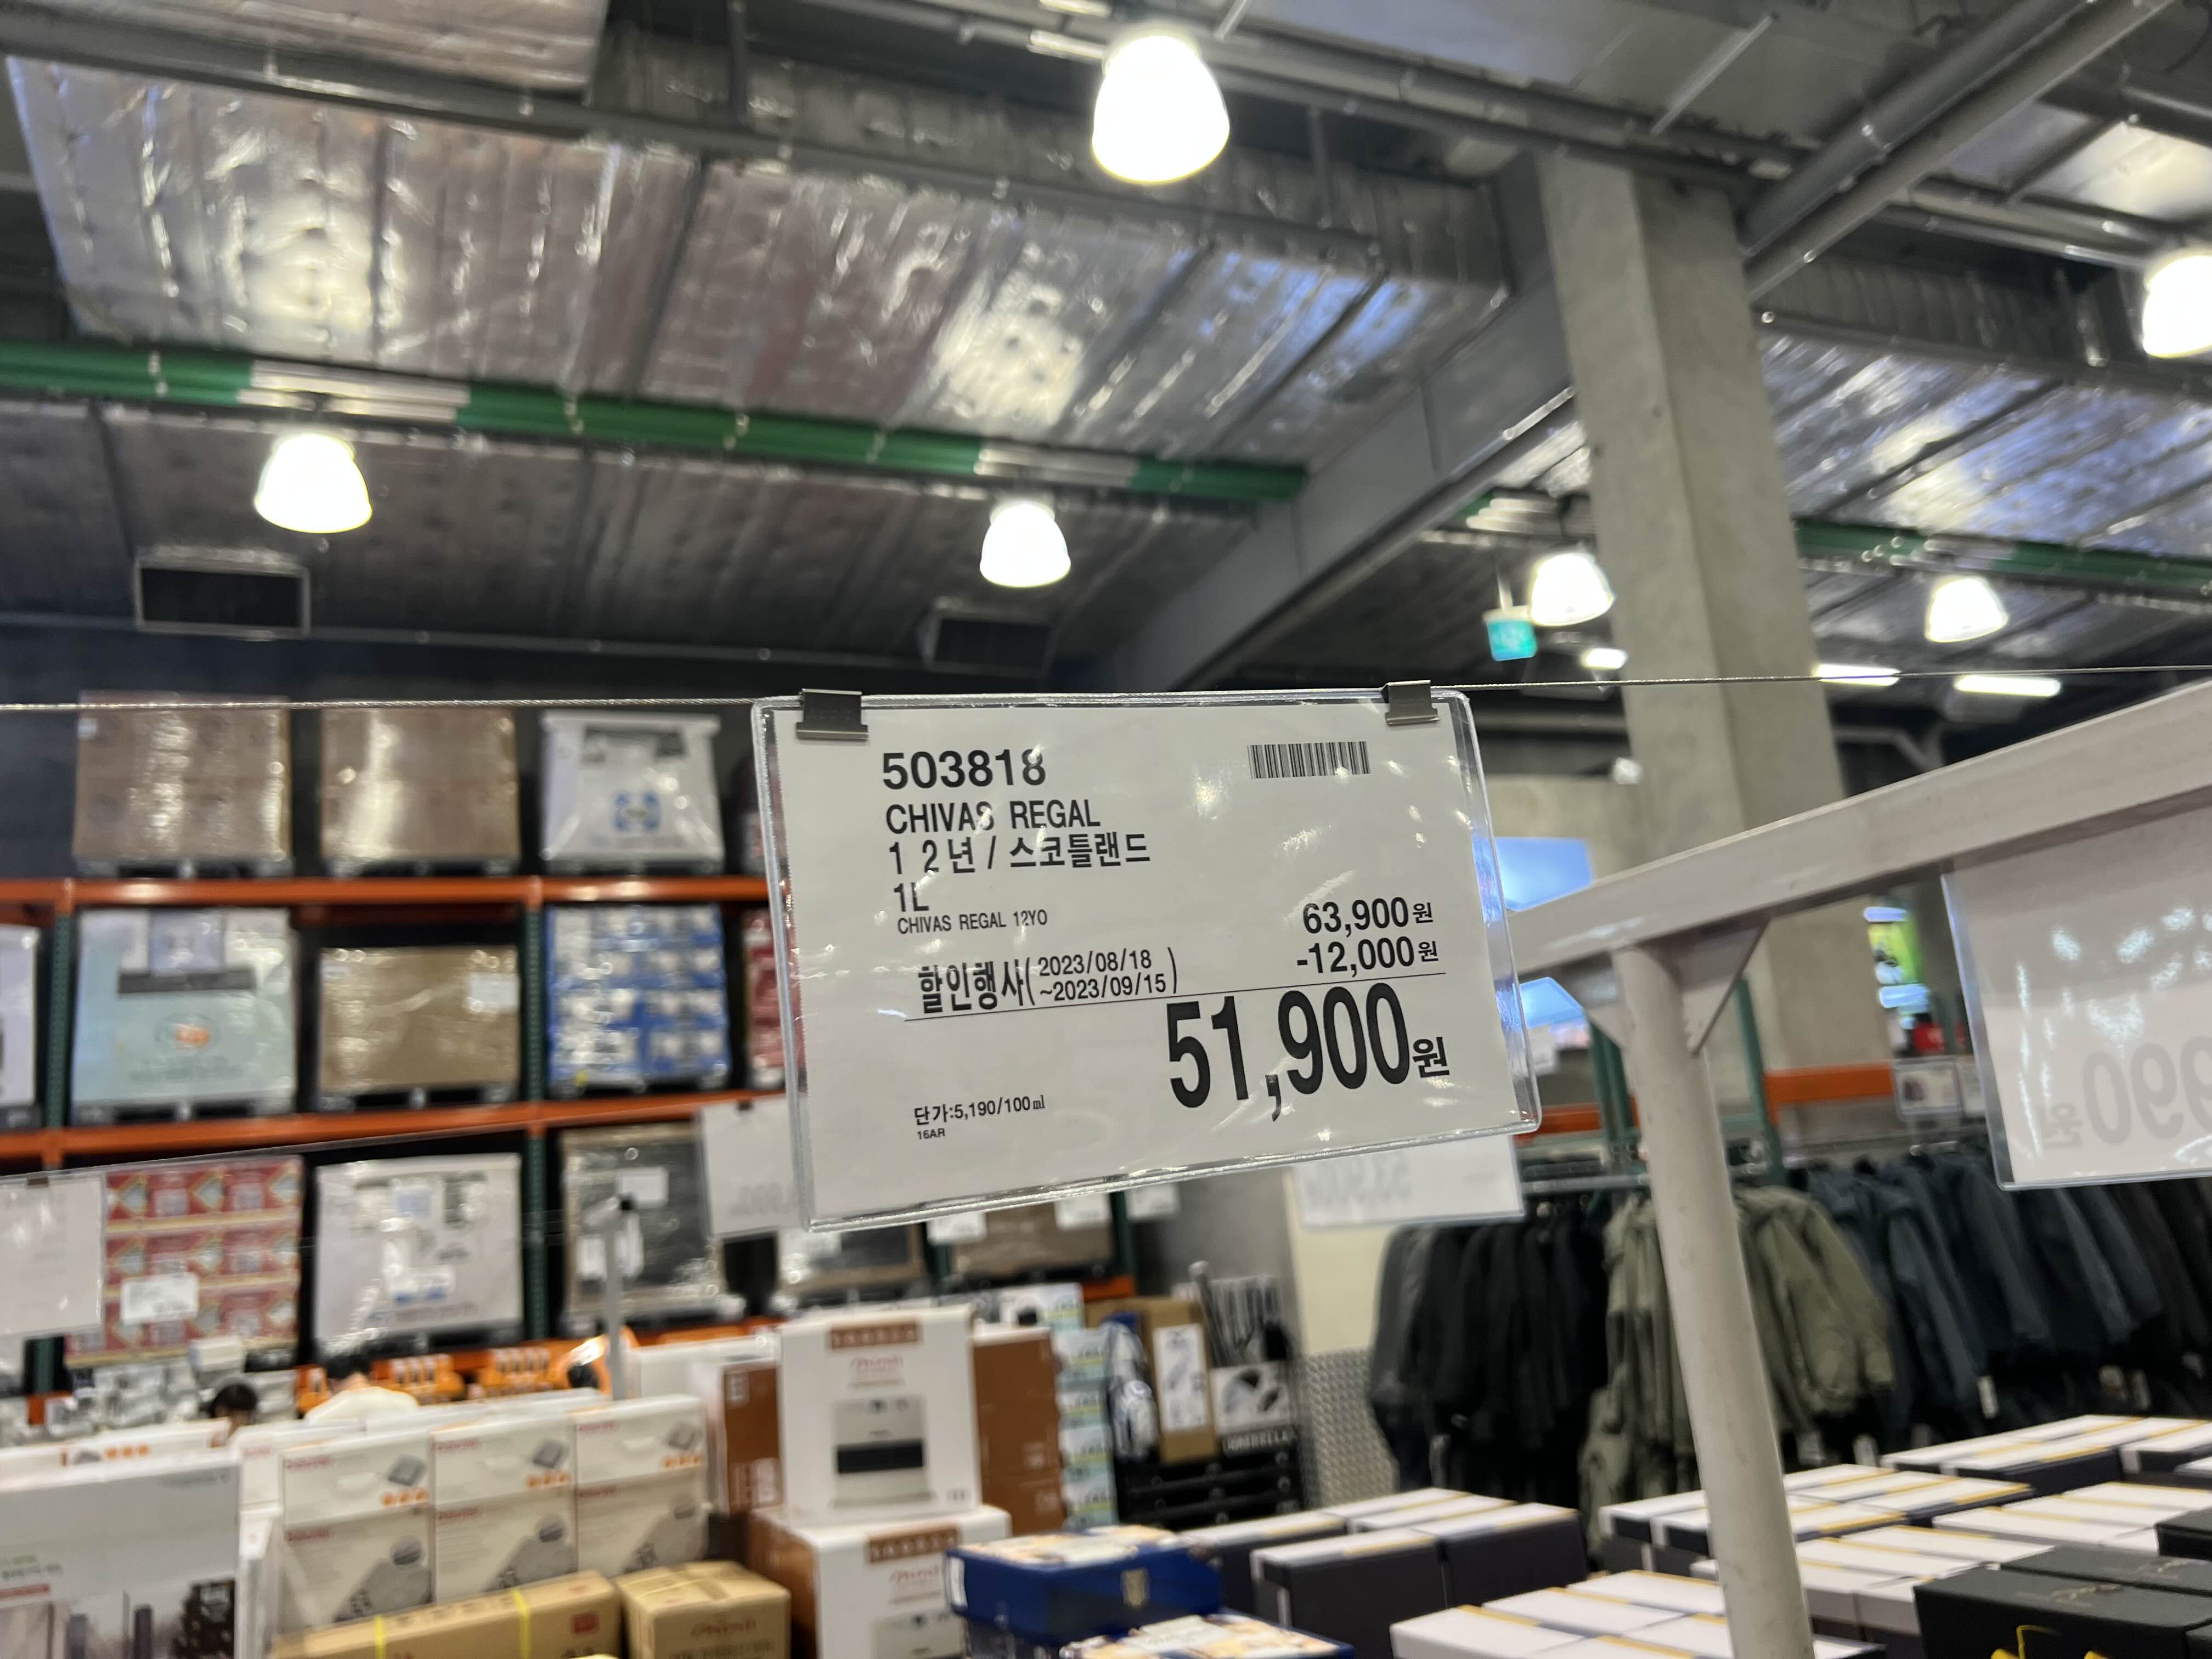 503818
CHIVAS REGAL
12년 / 스코틀랜드
1L
CHIVAS REGAL 12YO
63,900원
-12,000원
할인행사( 2023/08/18
~2023/09/15 )
51,900원
단가:5,190/100㎖
16AR